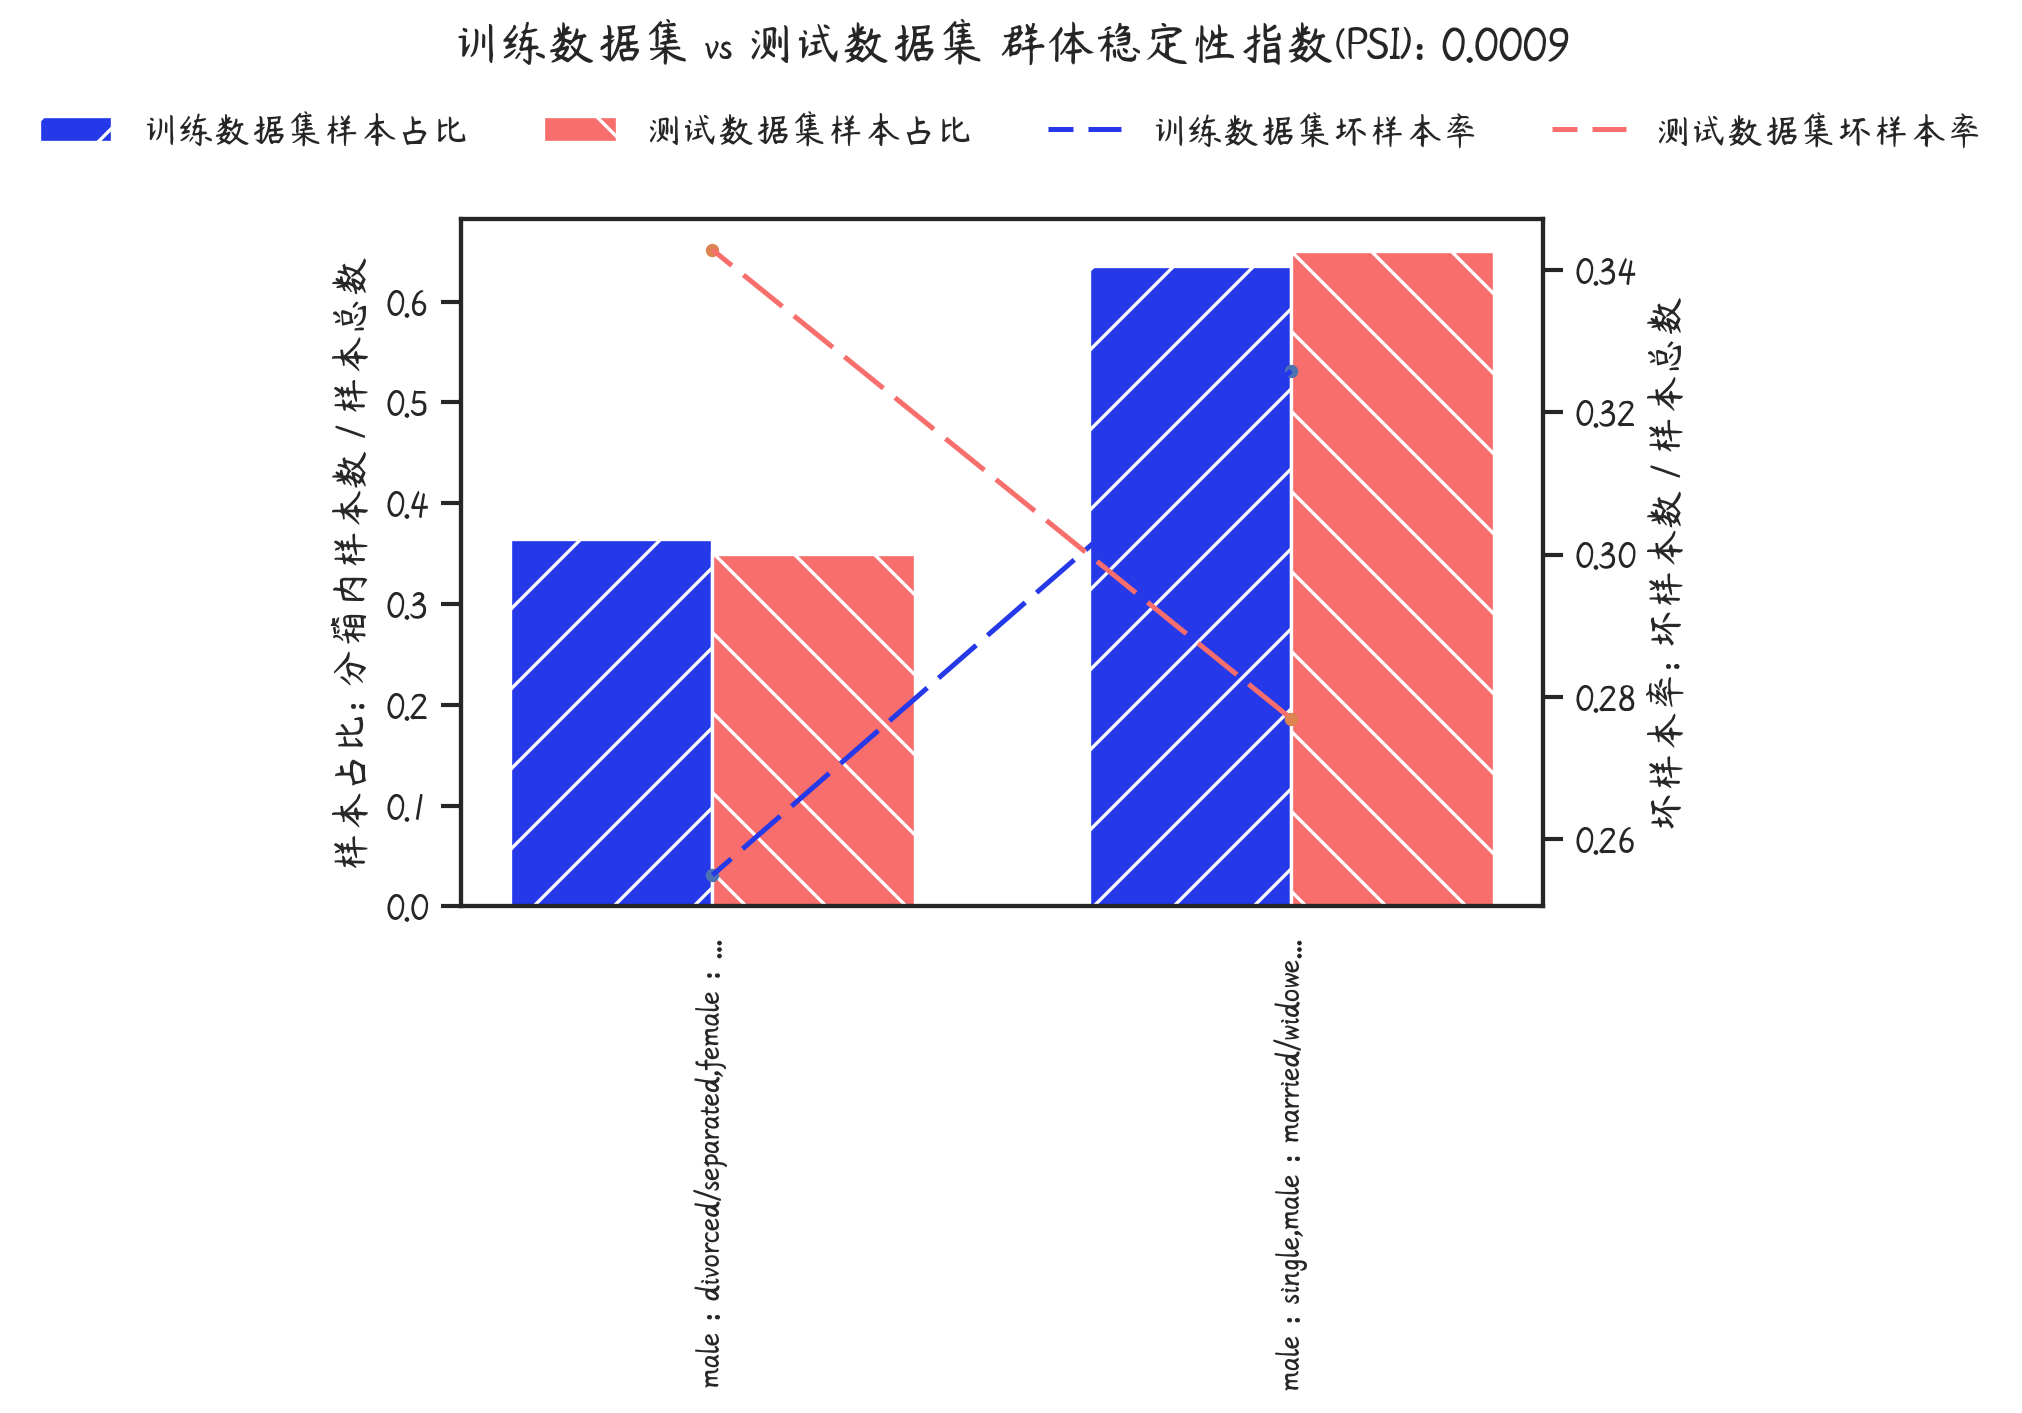 训练数据集 vs 测试数据集 群体稳定性指数(PSI): 0.0009
训练数据集样本占比
测试数据集样本占比
训练数据集坏样本率
测试数据集坏样本率
样本占比: 分箱内样本数 / 样本总数
0.6
0.5
0.4
0.3
0.2
0.1
0.0
0.34
0.32
0.30
0.28
0.26
坏样本率: 坏样本数 / 样本总数
male : divorced/separated,female : ...
male : single,male : married/widowe...